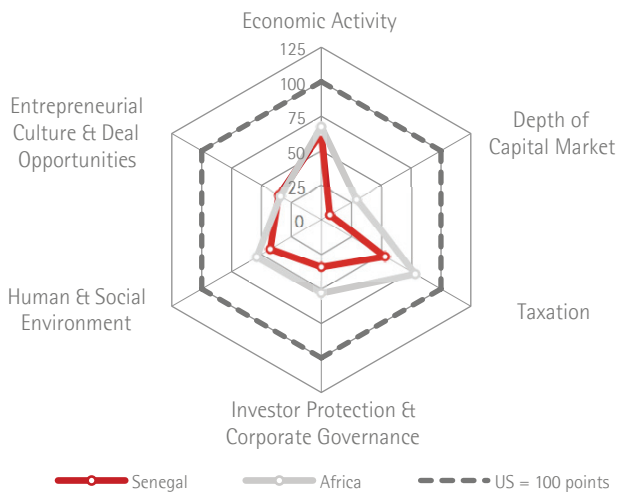 Economic Activity
125
100
75
50
25
0
Entrepreneurial
Culture & Deal
Opportunities
Depth of
Capital Market
Human & Social
Environment
Taxation
Investor Protection &
Corporate Governance
Senegal
Africa
US = 100 points